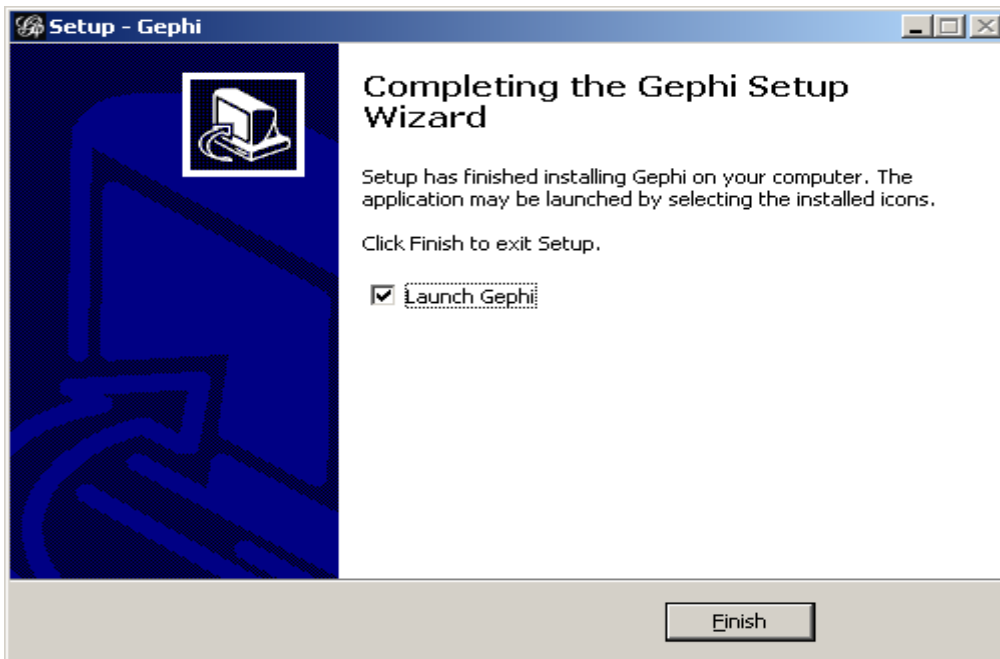 Setup - Gephi
Completing the Gephi Setup
Wizard
Setup has finished installing Gephi on your computer. The
application may be launched by selecting the installed icons.
Click Finish to exit Setup.
Launch Gephi
Finish